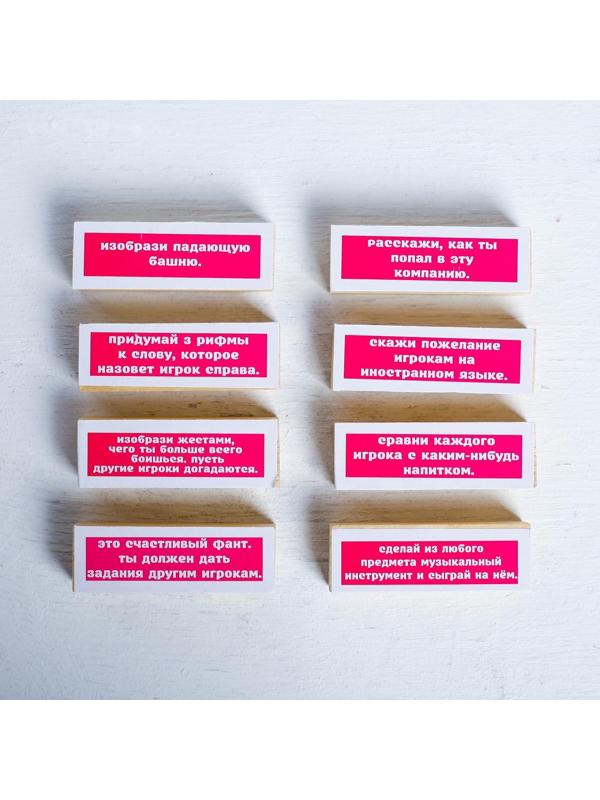 изобрази падающую
башню.
придумай 3 рифмы
к слову, которое
назовет игрок справа.
изобрази жестами,
чего ты больше всего
боишься. пусть
другие игроки догадаются.
это счастливый фант.
ты должен дать
задания другим игрокам.
расскажи, как ты
попал в эту
компанию.
скажи пожелание
игрокам на
иностранном языке.
сравни каждого
игрока с каким-нибудь
напитком.
сделай из любого
предмета музыкальный
инструмент и сыграй на нём.